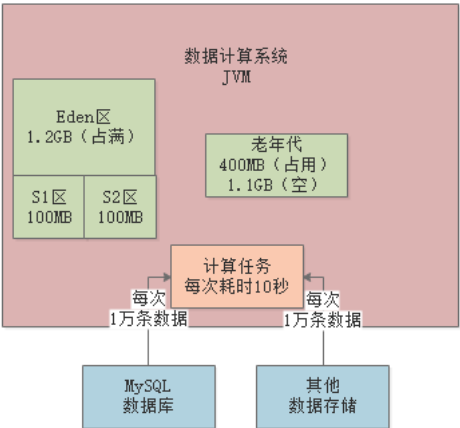 数据计算系统
JVM
Eden区
1.2GB（占满）
S1区
100MB
S2区
100MB
老年代
400MB（占用）
1.1GB（空）
计算任务
每次耗时10秒
每次
1万条数据
每次
1万条数据
MySQL
数据库
其他
数据存储